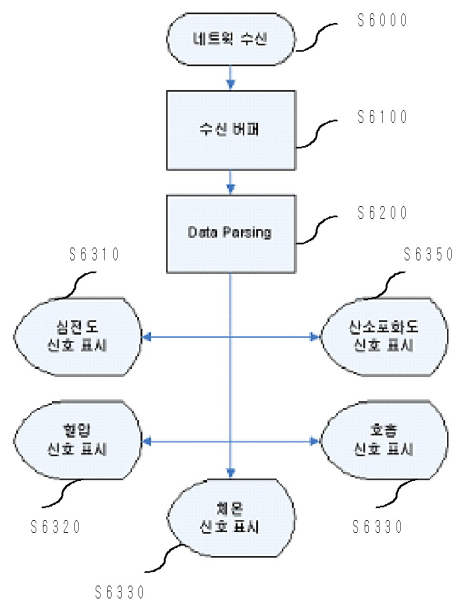 네트웍 수신
S6000
수신 버패
S6100
Data Parsing
S6200
S6310
S6350
심전도
신호 표시
산소포화도
신호 표시
혈압
신호 표시
호흡
신호 표시
S6320
S6330
체온
신호 표시
S6330